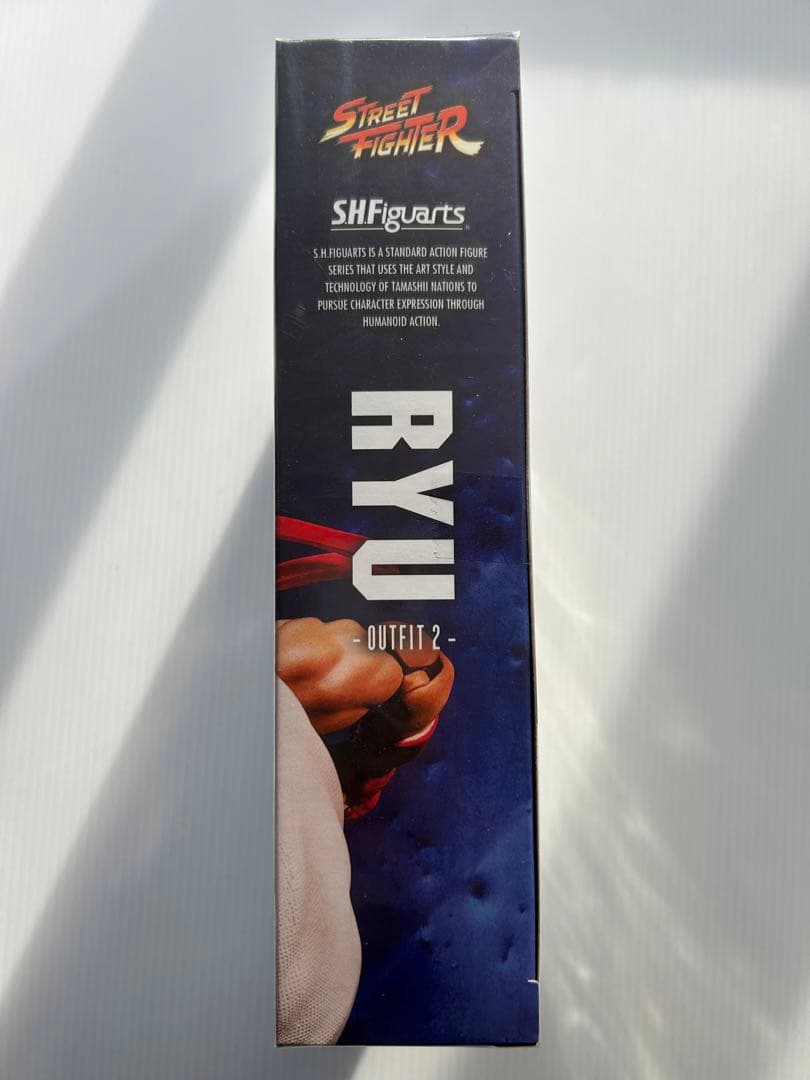 STREET
FIGHTER
S.H.Figuarts
S.H.FIGUARTS IS A STANDARD ACTION FIGURE
SERIES THAT USES THE ART STYLE AND
TECHNOLOGY OF TAMASHII NATIONS TO
PURSUE CHARACTER EXPRESSION THROUGH
HUMANOID ACTION.
RYU
- OUTFIT 2 -